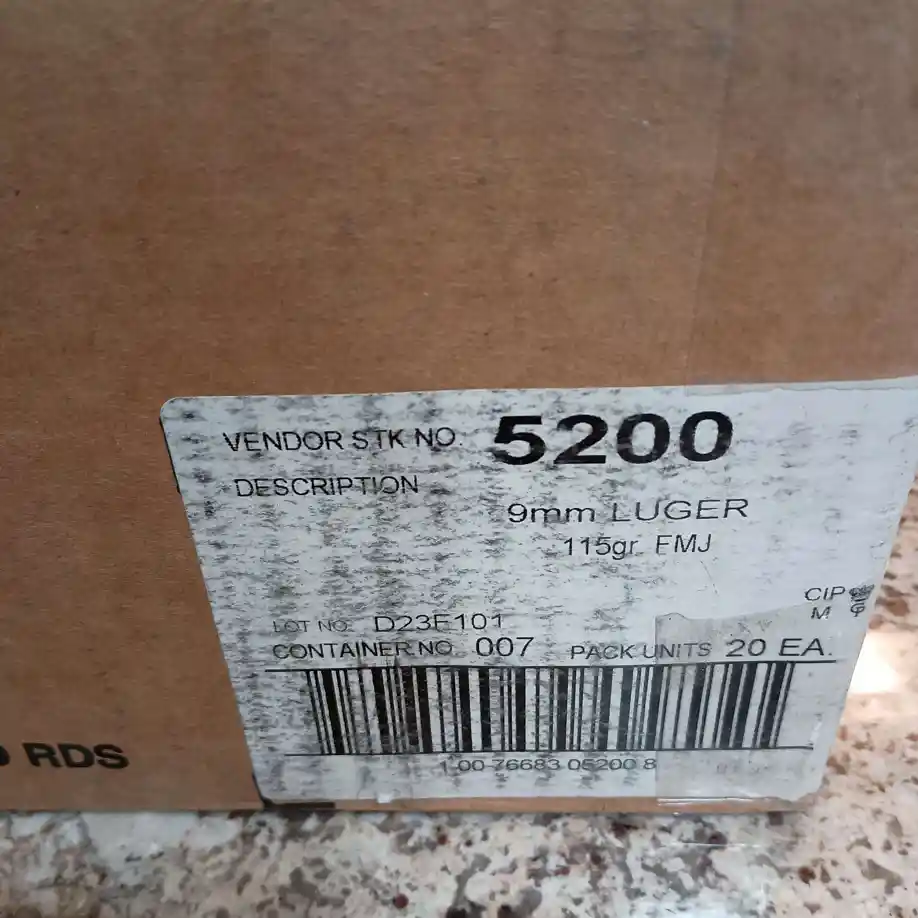 VENDOR STK NO. 5200
DESCRIPTION
9mm LUGER
115gr FMJ
CIP
M
LOT NO. D23E101
CONTAINER NO. 007 PACK UNITS 20 EA.
1 00 76683 05200 8
RDS